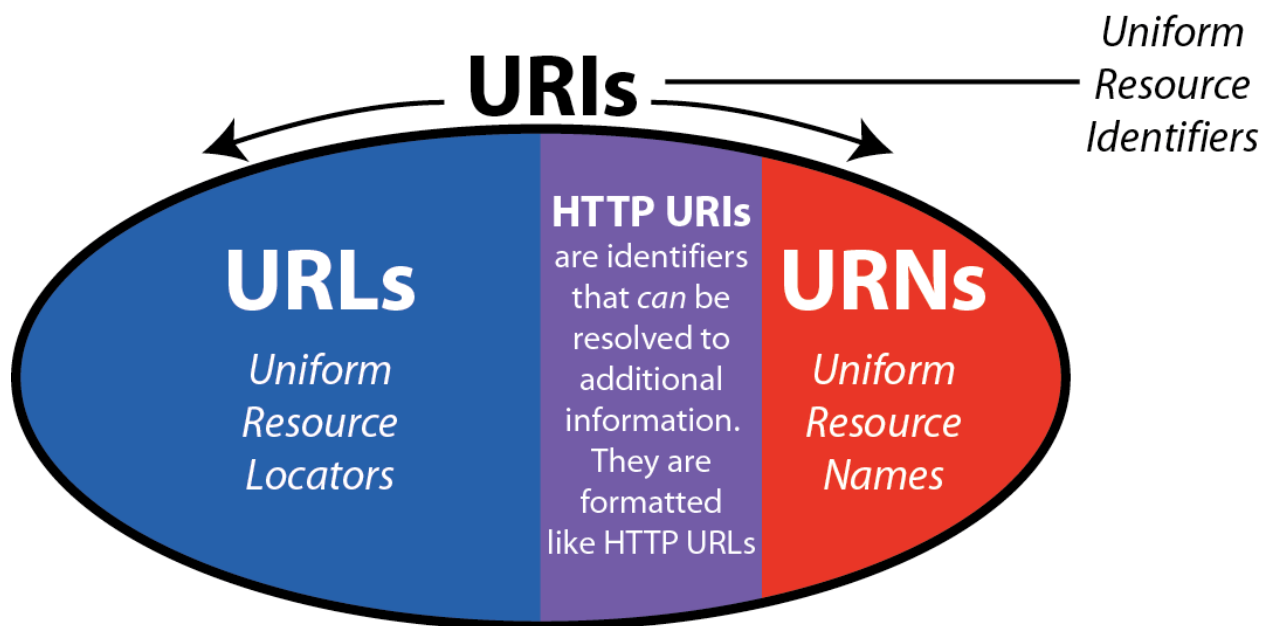 URIs
Uniform
Resource
Identifiers
URLs
Uniform
Resource
Locators
HTTP URIs
are identifiers
that can be
resolved to
additional
information.
They are
formatted
like HTTP URLs
URNs
Uniform
Resource
Names